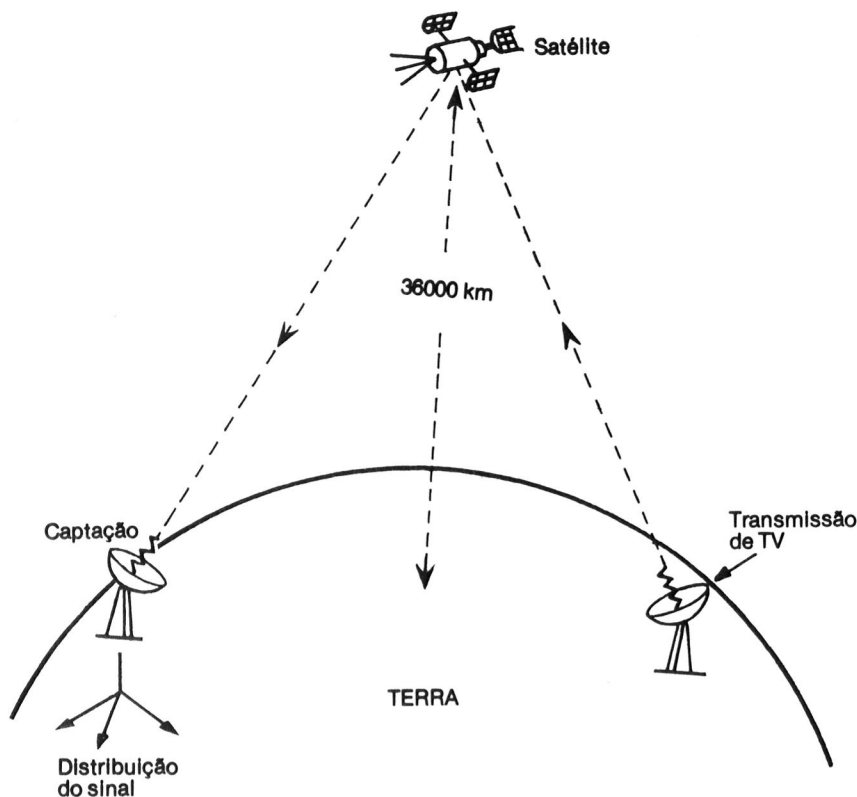 Satélite
36000 km
Captação
Transmissão
de TV
TERRA
Distribuição
do sinal